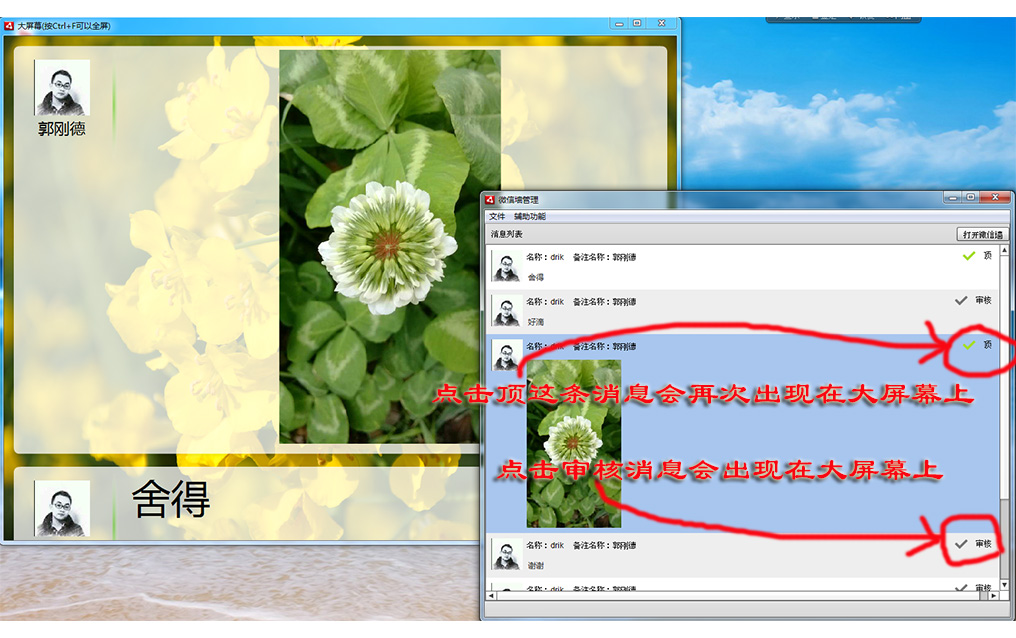 大屏幕(按Ctrl+F可以全屏)
郭刚德
舍得
微信墙管理
文件 辅助功能
消息列表
打开微信墙
名称：drik 备注名称：郭刚德
顶
舍得
名称：drik 备注名称：郭刚德
审核
好滴
名称：drik 备注名称：郭刚德
顶
点击顶这条消息会再次出现在大屏幕上
点击审核消息会出现在大屏幕上
名称：drik 备注名称：郭刚德
审核
谢谢
名称：drik 备注名称：郭刚德
审核